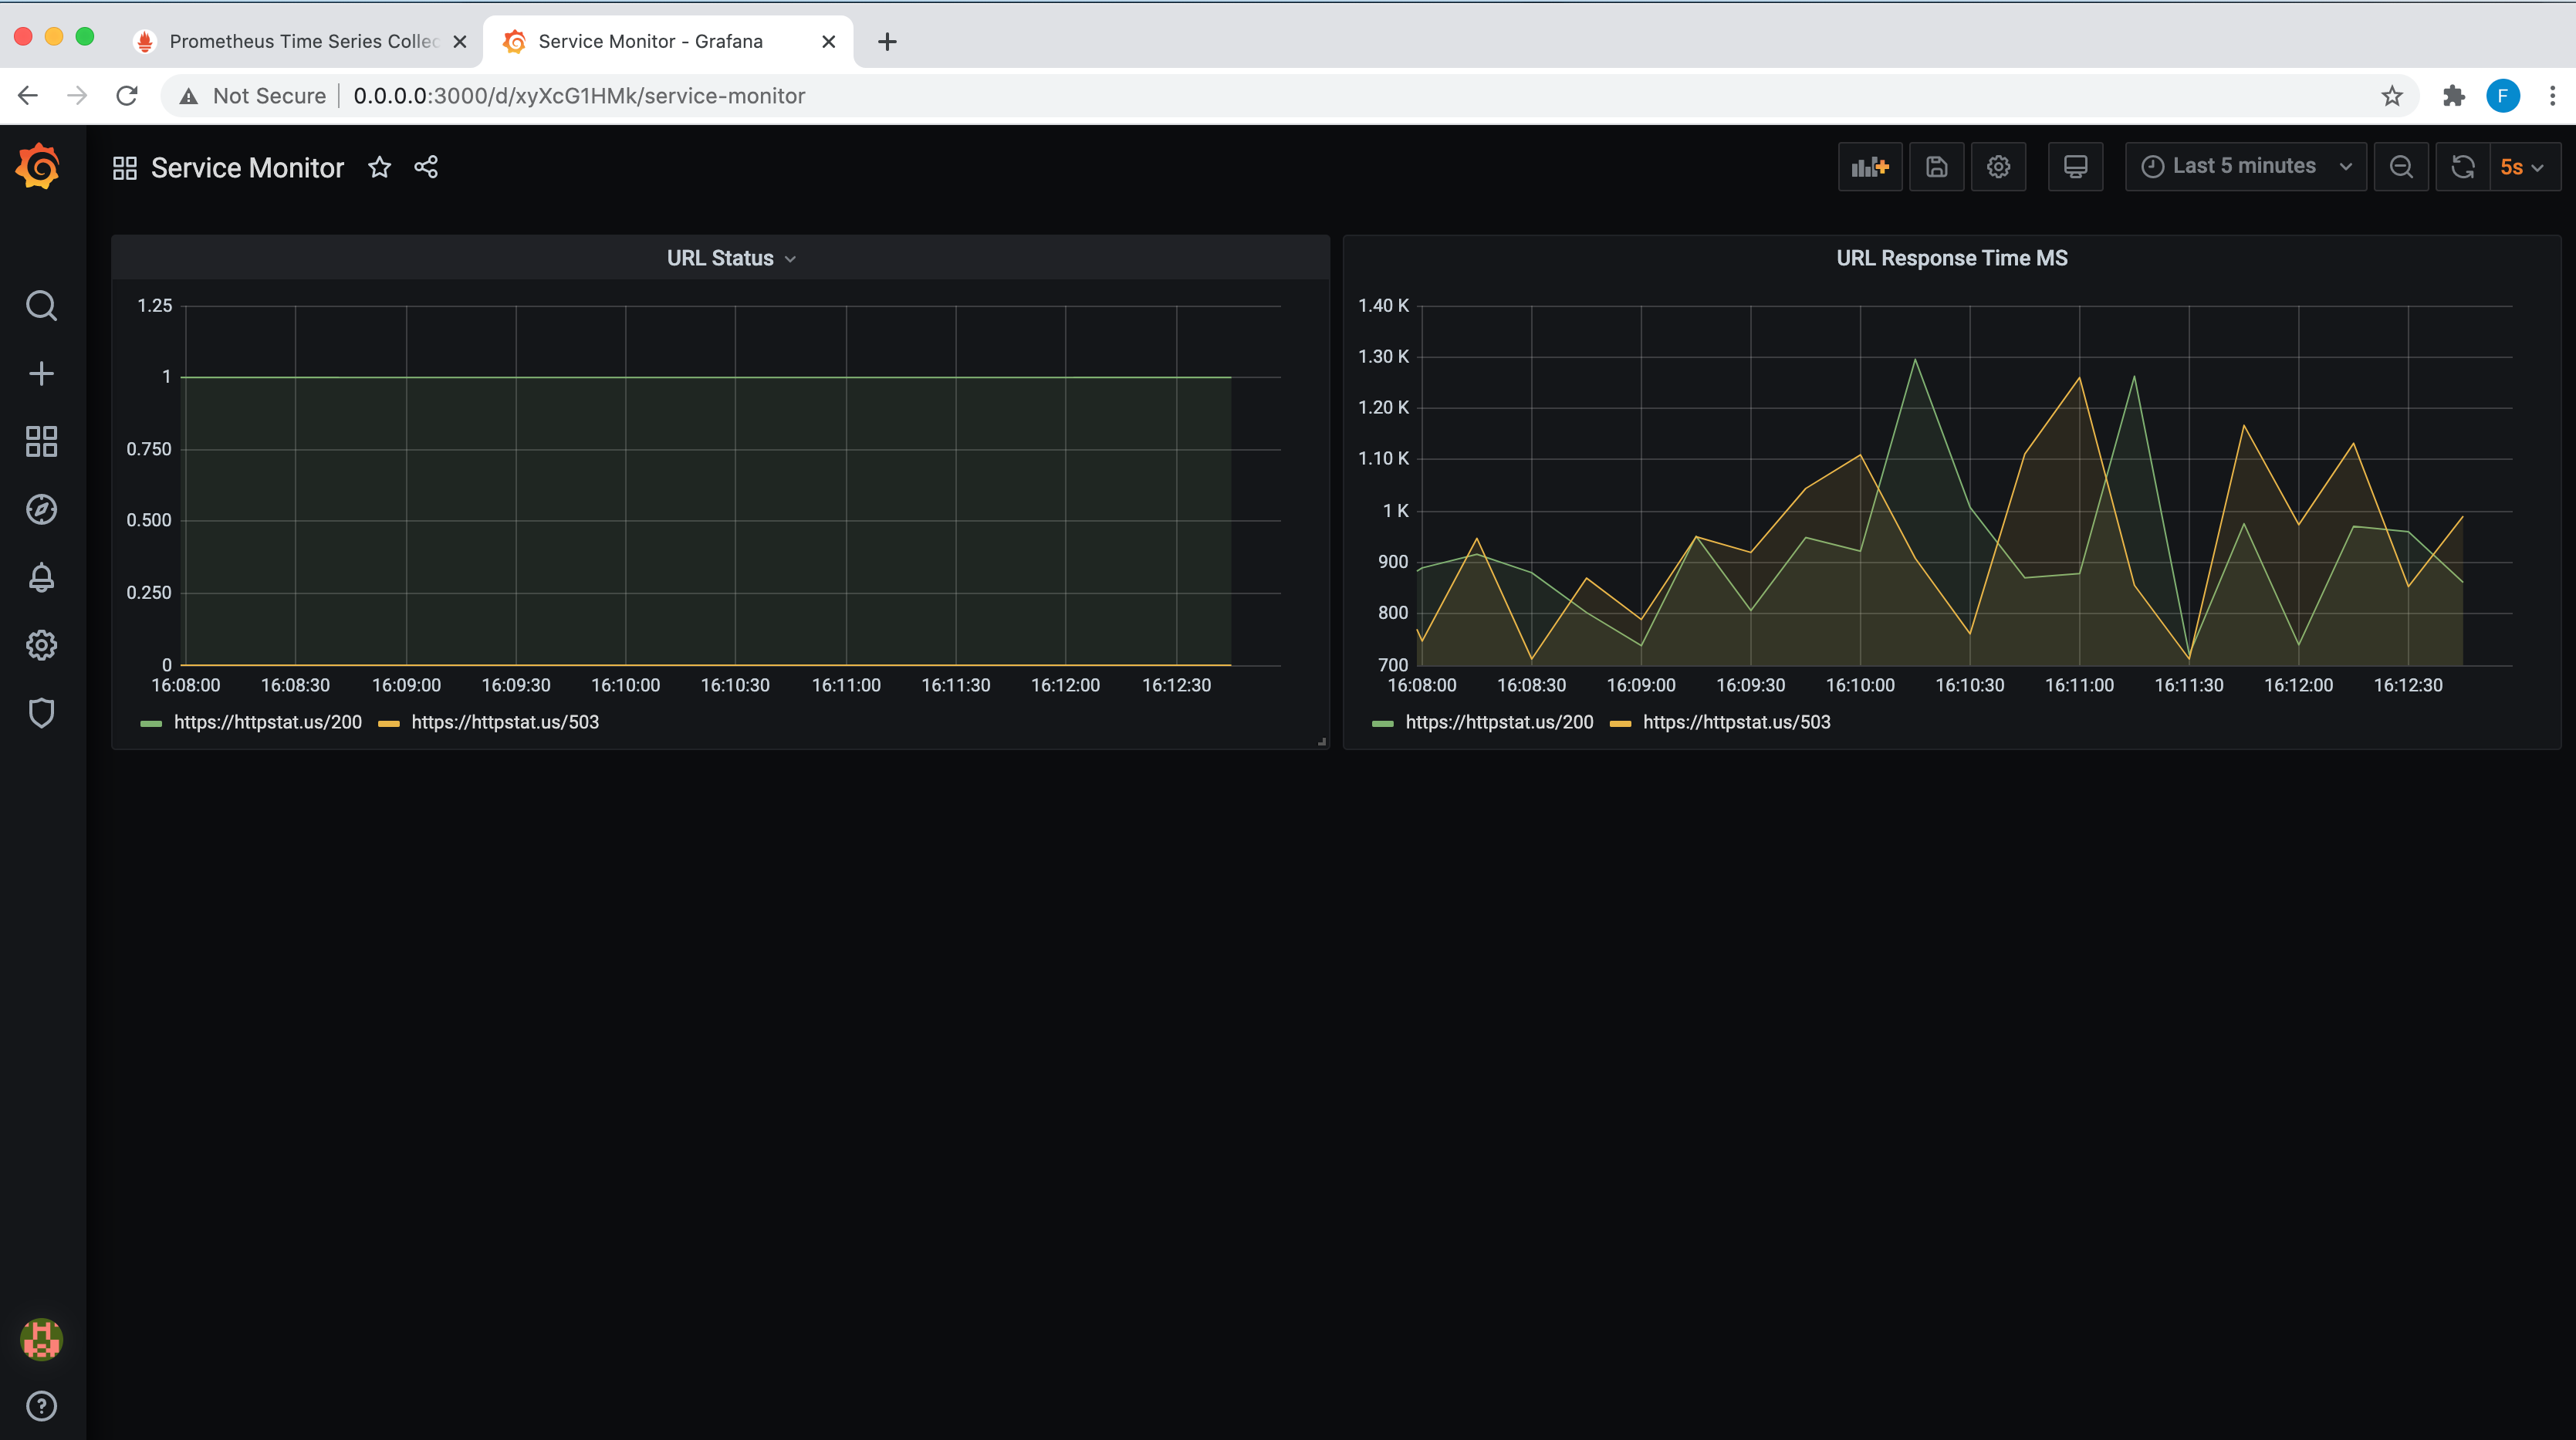 Prometheus Time Series Collec
Service Monitor - Grafana
Not Secure
0.0.0.0:3000/d/xyXcG1HMk/service-monitor
F
Service Monitor
Last 5 minutes
5s
URL Status
1.25
1
0.750
0.500
0.250
0
16:08:00 16:08:30 16:09:00 16:09:30 16:10:00 16:10:30 16:11:00 16:11:30 16:12:00 16:12:30
https://httpstat.us/200 https://httpstat.us/503
URL Response Time MS
1.40 K
1.30 K
1.20 K
1.10 K
1 K
900
800
700
16:08:00 16:08:30 16:09:00 16:09:30 16:10:00 16:10:30 16:11:00 16:11:30 16:12:00 16:12:30
https://httpstat.us/200 https://httpstat.us/503